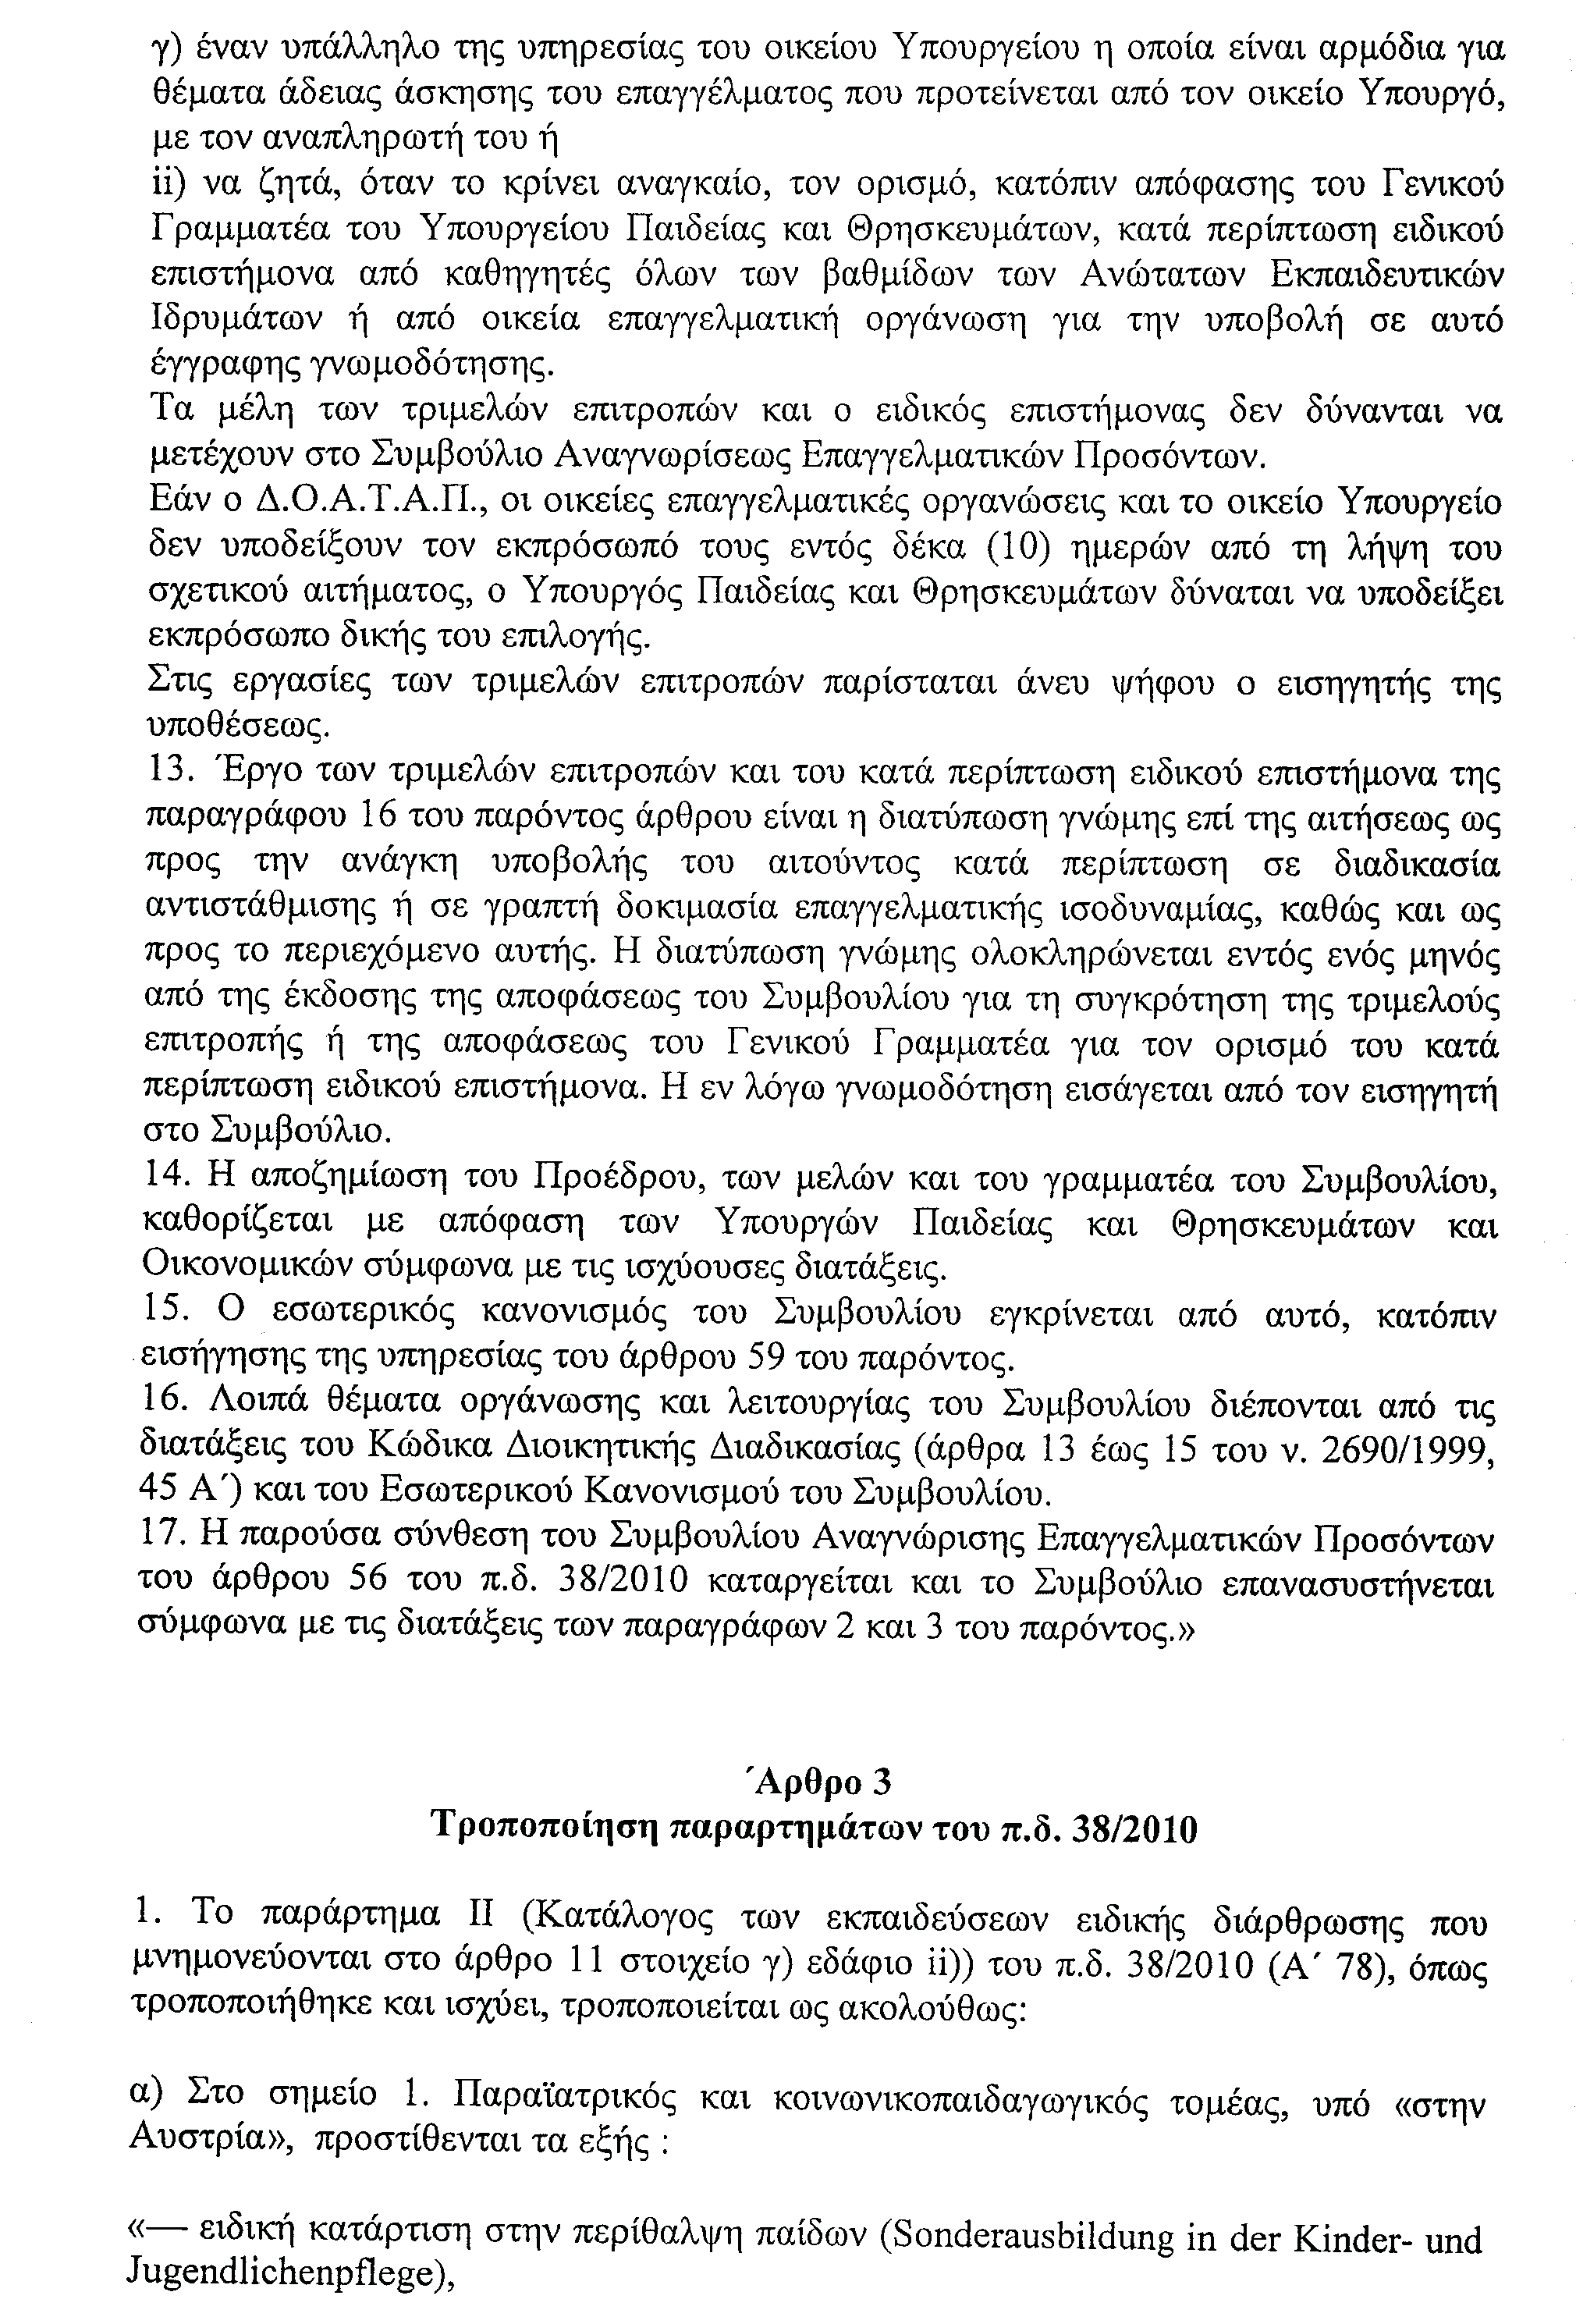 γ) έναν υπάλληλο της υπηρεσίας του οικείου Υπουργείου η οποία είναι αρμόδια για
θέματα άδειας άσκησης του επαγγέλματος που προτείνεται από τον οικείο Υπουργό,
με τον αναπληρωτή του ή
ii) να ζητά, όταν το κρίνει αναγκαίο, τον ορισμό, κατόπιν απόφασης του Γενικού
Γραμματέα του Υπουργείου Παιδείας και Θρησκευμάτων, κατά περίπτωση ειδικού
επιστήμονα από καθηγητές όλων των βαθμίδων των Ανώτατων Εκπαιδευτικών
Ιδρυμάτων ή από οικεία επαγγελματική οργάνωση για την υποβολή σε αυτό
έγγραφης γνωμοδότησης.
Τα μέλη των τριμελών επιτροπών και ο ειδικός επιστήμονας δεν δύνανται να
μετέχουν στο Συμβούλιο Αναγνωρίσεως Επαγγελματικών Προσόντων.
Εάν ο Δ.Ο.Α.Τ.Α.Π., οι οικείες επαγγελματικές οργανώσεις και το οικείο Υπουργείο
δεν υποδείξουν τον εκπρόσωπό τους εντός δέκα (10) ημερών από τη λήψη του
σχετικού αιτήματος, ο Υπουργός Παιδείας και Θρησκευμάτων δύναται να υποδείξει
εκπρόσωπο δικής του επιλογής.
Στις εργασίες των τριμελών επιτροπών παρίσταται άνευ ψήφου ο εισηγητής της
υποθέσεως.
13. Έργο των τριμελών επιτροπών και του κατά περίπτωση ειδικού επιστήμονα της
παραγράφου 16 του παρόντος άρθρου είναι η διατύπωση γνώμης επί της αιτήσεως ως
προς την ανάγκη υποβολής του αιτούντος κατά περίπτωση σε διαδικασία
αντιστάθμισης ή σε γραπτή δοκιμασία επαγγελματικής ισοδυναμίας, καθώς και ως
προς το περιεχόμενο αυτής. Η διατύπωση γνώμης ολοκληρώνεται εντός ενός μηνός
από της έκδοσης της αποφάσεως του Συμβουλίου για τη συγκρότηση της τριμελούς
επιτροπής ή της αποφάσεως του Γενικού Γραμματέα για τον ορισμό του κατά
περίπτωση ειδικού επιστήμονα. Η εν λόγω γνωμοδότηση εισάγεται από τον εισηγητή
στο Συμβούλιο.
14. Η αποζημίωση του Προέδρου, των μελών και του γραμματέα του Συμβουλίου,
καθορίζεται με απόφαση των Υπουργών Παιδείας και Θρησκευμάτων και
Οικονομικών σύμφωνα με τις ισχύουσες διατάξεις.
15. Ο εσωτερικός κανονισμός του Συμβουλίου εγκρίνεται από αυτό, κατόπιν
εισήγησης της υπηρεσίας του άρθρου 59 του παρόντος.
16. Λοιπά θέματα οργάνωσης και λειτουργίας του Συμβουλίου διέπονται από τις
διατάξεις του Κώδικα Διοικητικής Διαδικασίας (άρθρα 13 έως 15 του ν. 2690/1999,
45 Α΄) και του Εσωτερικού Κανονισμού του Συμβουλίου.
17. Η παρούσα σύνθεση του Συμβουλίου Αναγνώρισης Επαγγελματικών Προσόντων
του άρθρου 56 του π.δ. 38/2010 καταργείται και το Συμβούλιο επανασυστήνεται
σύμφωνα με τις διατάξεις των παραγράφων 2 και 3 του παρόντος.»
Άρθρο 3
Τροποποίηση παραρτημάτων του π.δ. 38/2010
1. Το παράρτημα ΙΙ (Κατάλογος των εκπαιδεύσεων ειδικής διάρθρωσης που
μνημονεύονται στο άρθρο 11 στοιχείο γ) εδάφιο ii)) του π.δ. 38/2010 (Α΄ 78), όπως
τροποποιήθηκε και ισχύει, τροποποιείται ως ακολούθως:
α) Στο σημείο 1. Παραϊατρικός και κοινωνικοπαιδαγωγικός τομέας, υπό «στην
Αυστρία», προστίθενται τα εξής :
«— ειδική κατάρτιση στην περίθαλψη παίδων (Sonderausbildung in der Kinder- und
Jugendlichenpflege),